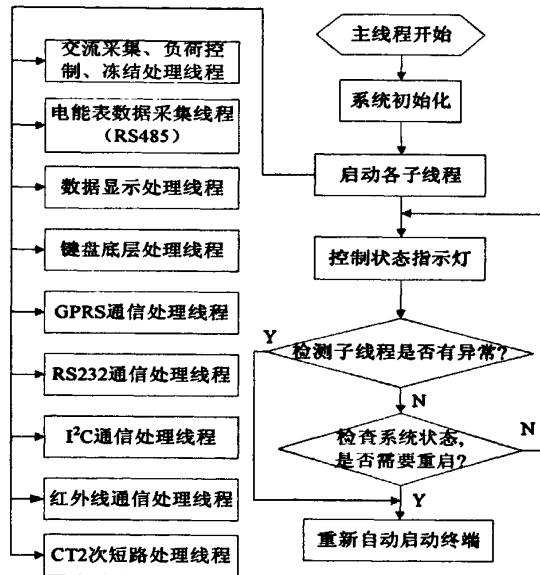 交流采集、负荷控
制、冻结处理线程
电能表数据采集线程
（RS485）
数据显示处理线程
键盘底层处理线程
GPRS通信处理线程
RS232通信处理线程
I²C通信处理线程
红外线通信处理线程
CT2次短路处理线程
主线程开始
系统初始化
启动各子线程
控制状态指示灯
Y
检测子线程是否有异常?
N
检查系统状态,
是否需要重启?
N
Y
重新自动启动终端